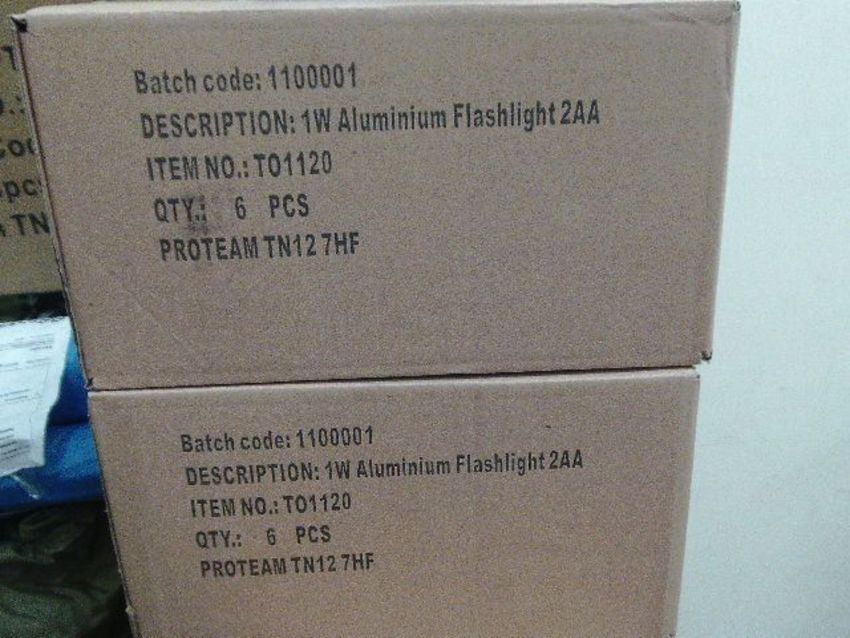 Batch code: 1100001
DESCRIPTION: 1W Aluminium Flashlight 2AA
ITEM NO.: TO1120
QTY.: 6 PCS
PROTEAM TN12 7HF
Batch code: 1100001
DESCRIPTION: 1W Aluminium Flashlight 2AA
ITEM NO.: TO1120
QTY.: 6 PCS
PROTEAM TN12 7HF
TN